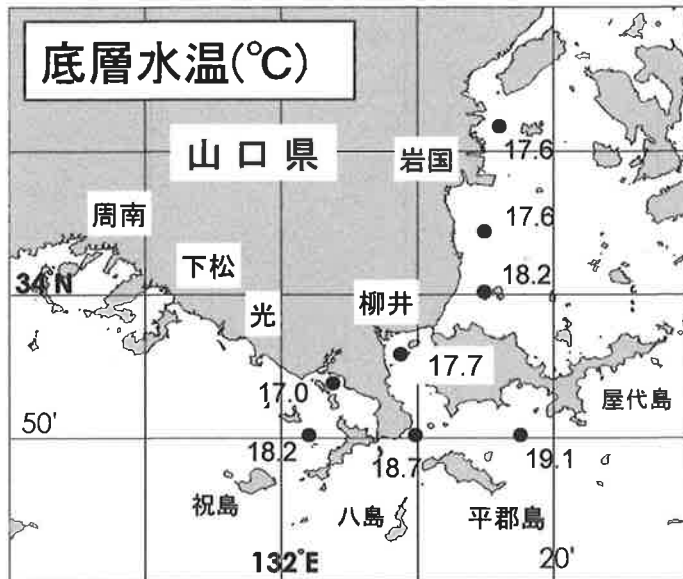 底層水温(℃)
山口県
岩国
17.6
周南
17.6
下松
34 N
18.2
光
柳井
17.7
17.0
屋代島
50'
18.2
18.7
19.1
祝島
八島
平郡島
132°E
20'